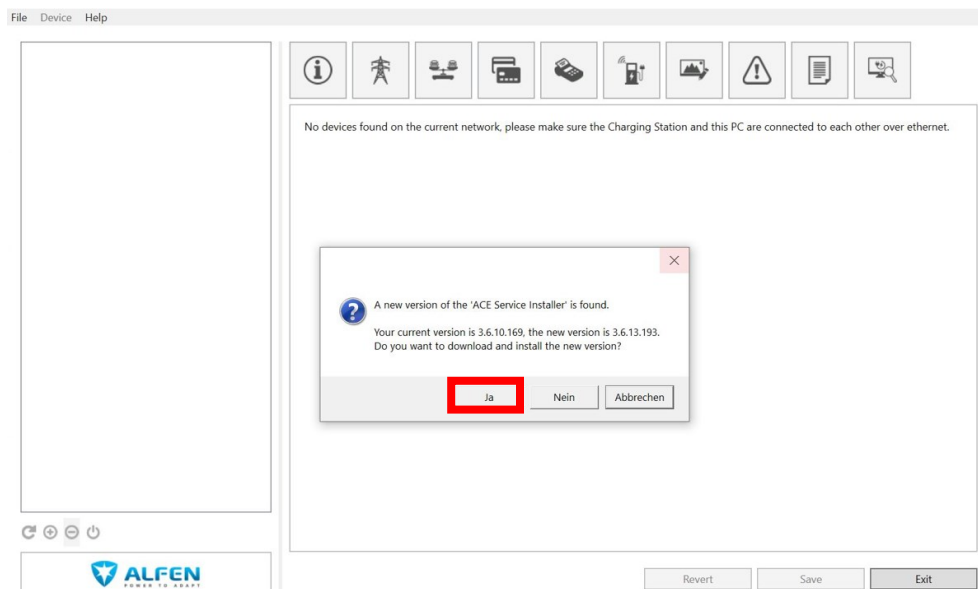 File Device Help
No devices found on the current network, please make sure the Charging Station and this PC are connected to each other over ethernet.
A new version of the 'ACE Service Installer' is found.
Your current version is 3.6.10.169, the new version is 3.6.13.193.
Do you want to download and install the new version?
Ja Nein Abbrechen
ALFEN
POWER TO ADAPT
Revert Save Exit